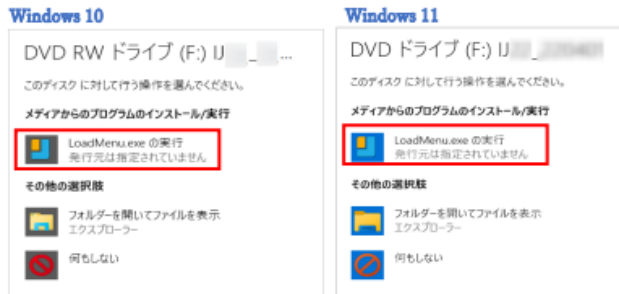 Windows 10
DVD RW ドライブ (F:) IJ _ ...
このディスク に対して行う操作を選んでください。
メディアからのプログラムのインストール/実行
LoadMenu.exe の実行
発行元は指定されていません
その他の選択肢
フォルダーを開いてファイルを表示
エクスプローラー
何もしない
Windows 11
DVD ドライブ (F:) IJ _
このディスク に対して行う操作を選んでください。
メディアからのプログラムのインストール/実行
LoadMenu.exe の実行
発行元は指定されていません
その他の選択肢
フォルダーを開いてファイルを表示
エクスプローラー
何もしない